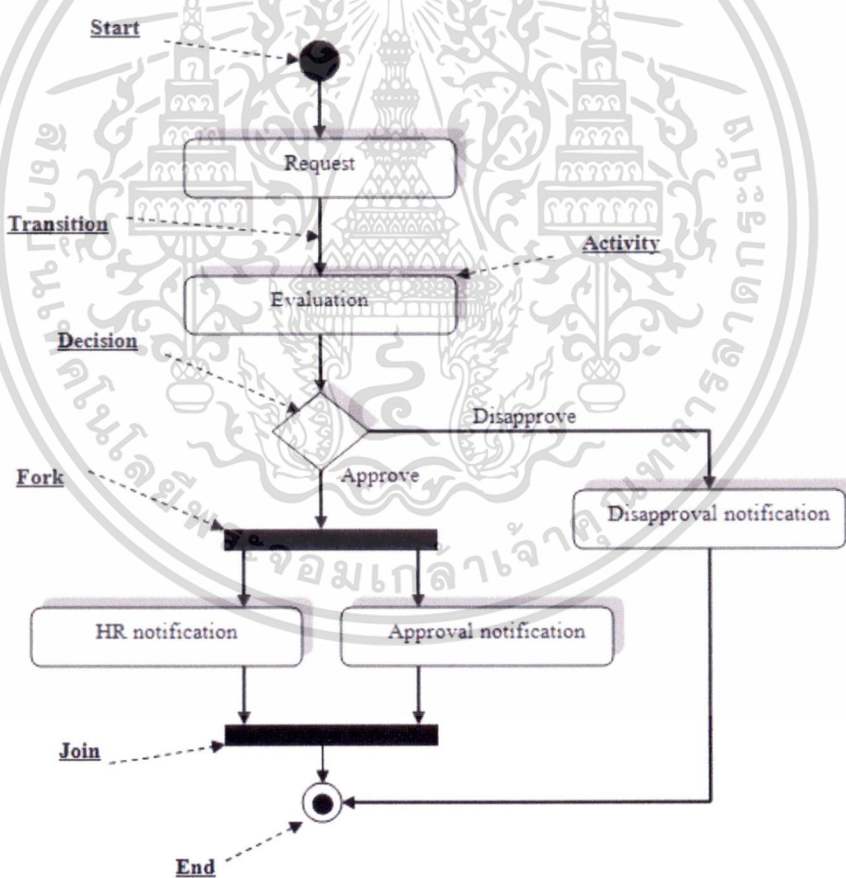 Start
Request
Transition
Activity
Evaluation
Decision
Disapprove
Approve
Fork
Disapproval notification
HR notification
Approval notification
Join
End